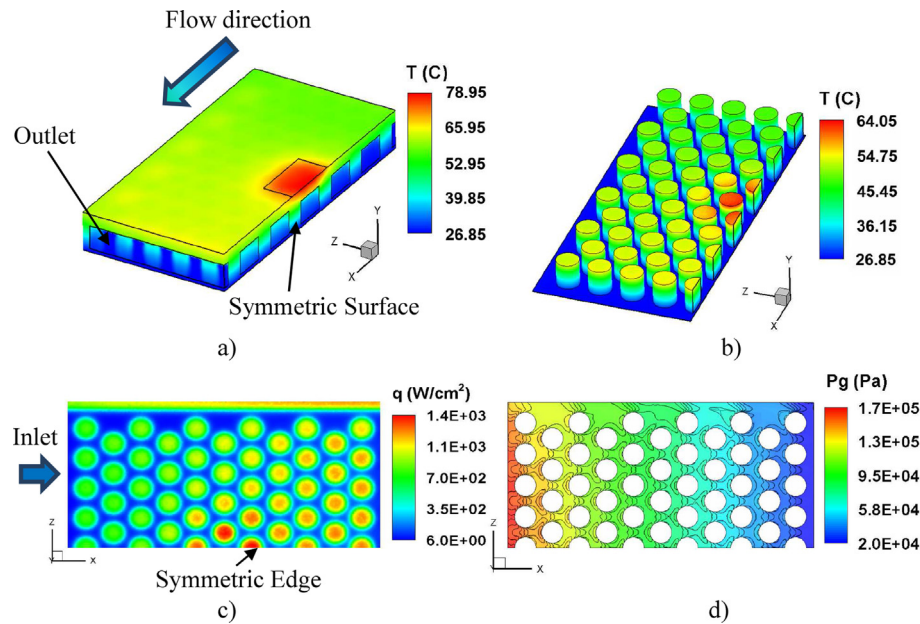 Flow direction
T (C)
78.95
65.95
52.95
39.85
26.85
Outlet
Y
Z
X
Symmetric Surface
a)
T (C)
64.05
54.75
45.45
36.15
26.85
Y
Z
X
b)
q (W/cm²)
1.4E+03
1.1E+03
7.0E+02
3.5E+02
6.0E+00
Inlet
Z
Y
X
Symmetric Edge
c)
Pg (Pa)
1.7E+05
1.3E+05
9.5E+04
5.8E+04
2.0E+04
Z
Y
X
d)